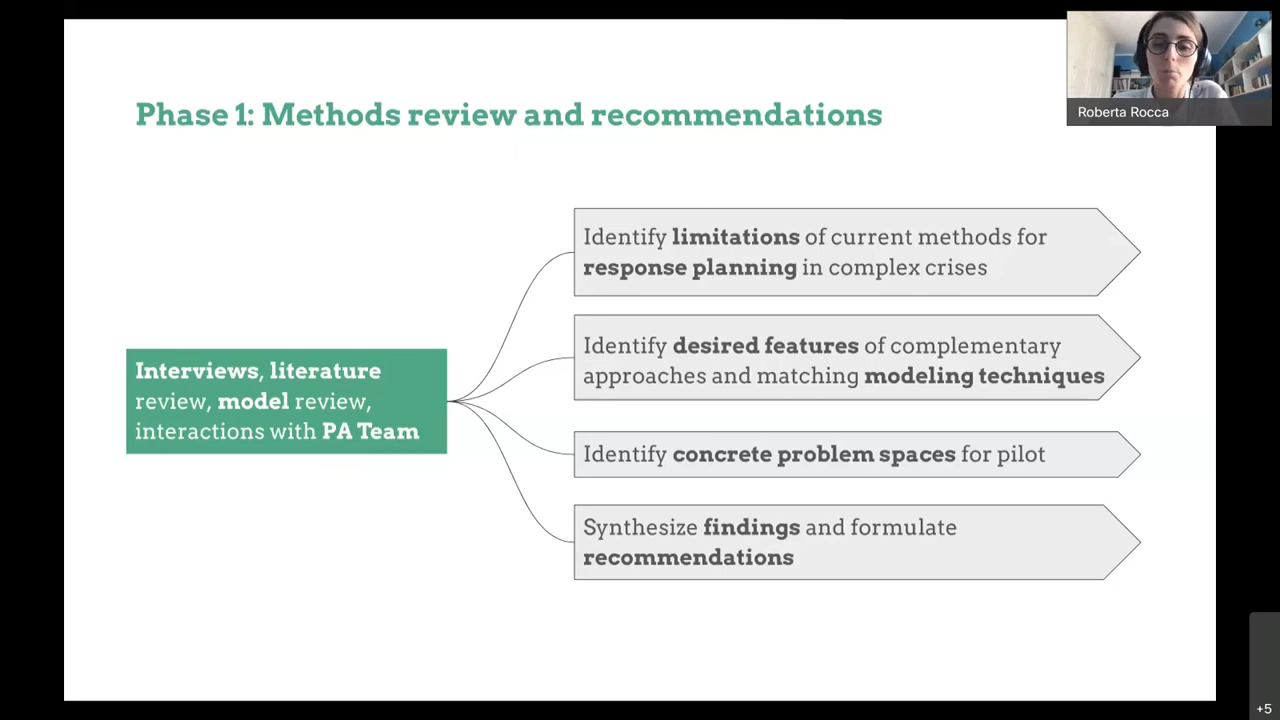 Phase 1: Methods review and recommendations
Roberta Rocca
Identify limitations of current methods for
response planning in complex crises
Identify desired features of complementary
approaches and matching modeling techniques
Interviews, literature
review, model review,
interactions with PA Team
Identify concrete problem spaces for pilot
Synthesize findings and formulate
recommendations
+5